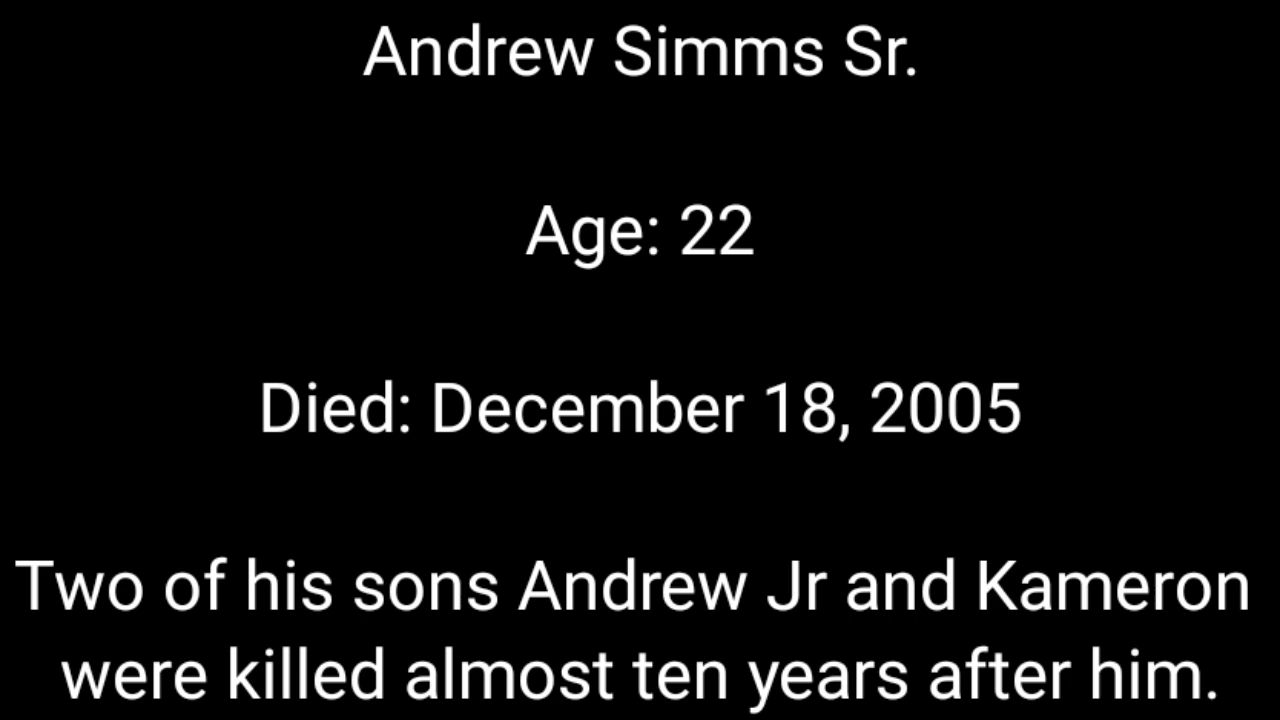 Andrew Simms Sr.
Age: 22
Died: December 18, 2005
Two of his sons Andrew Jr and Kameron
were killed almost ten years after him.